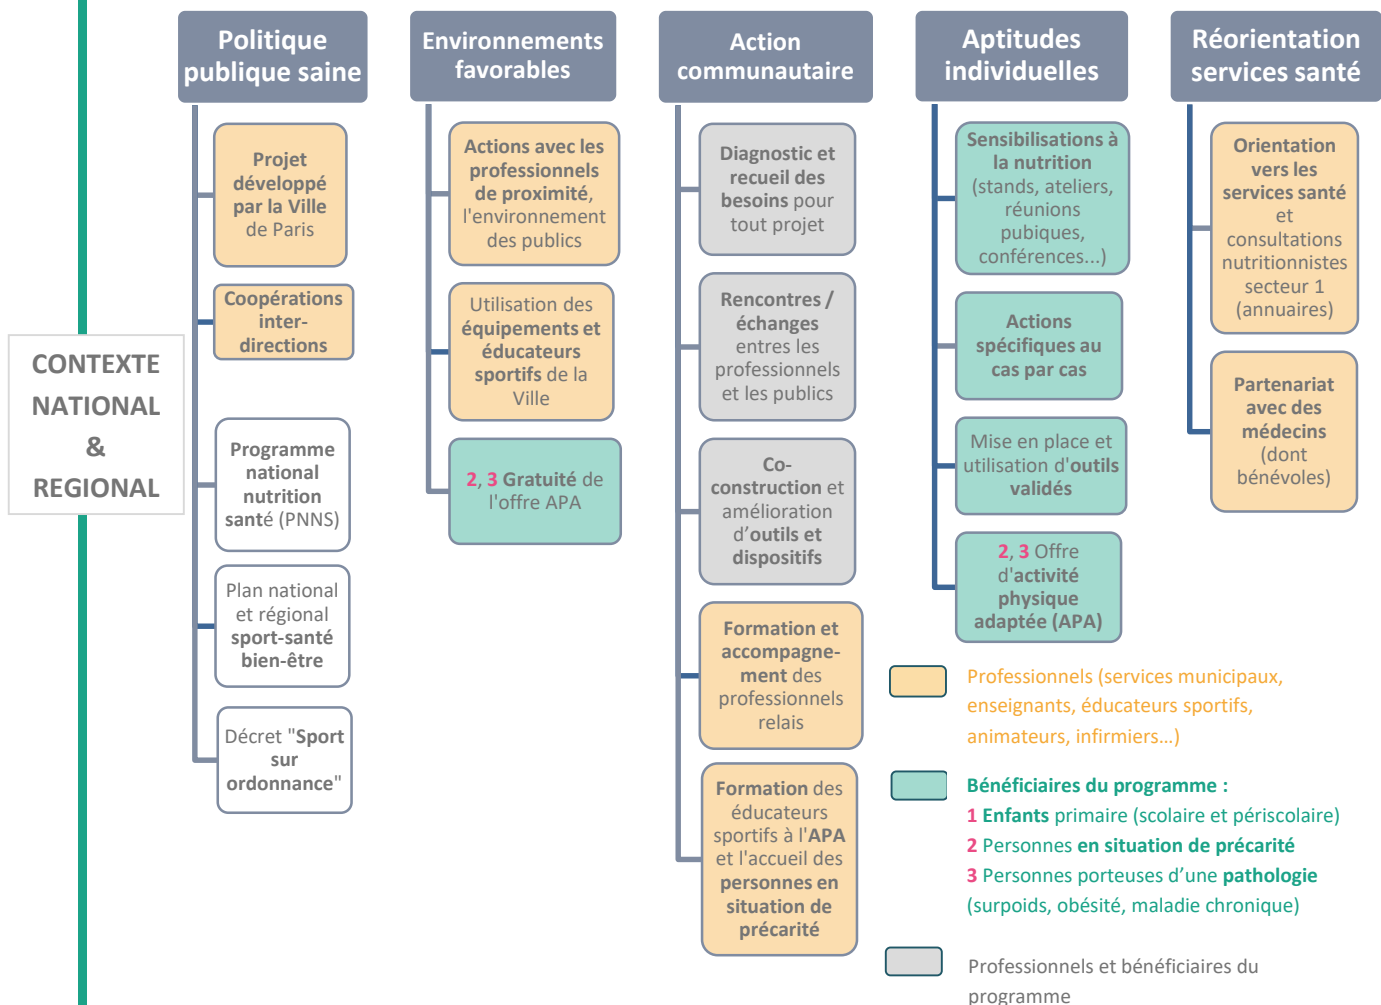 Politique
publique saine
Projet
développé
par la Ville
de Paris
Coopérations
inter-
directions
CONTEXTE
NATIONAL
&
REGIONAL
Programme
national
nutrition
santé (PNNS)
Plan national
et régional
sport-santé
bien-être
Décret "Sport
sur
ordonnance"
Environnements
favorables
Actions avec les
professionnels
de proximité,
l'environnement
des publics
Utilisation des
équipements et
éducateurs
sportifs de la
Ville
2, 3 Gratuité de
l'offre APA
Action
communautaire
Diagnostic et
recueil des
besoins pour
tout projet
Rencontres /
échanges
entres les
professionnels
et les publics
Co-
construction et
amélioration
d’outils et
dispositifs
Formation et
accompagne-
ment des
professionnels
relais
Formation des
éducateurs
sportifs à l'APA
et l'accueil des
personnes en
situation de
précarité
Aptitudes
individuelles
Sensibilisations à
la nutrition
(stands, ateliers,
réunions
pubiques,
conférences...)
Actions
spécifiques au
cas par cas
Mise en place et
utilisation d'outils
validés
2, 3 Offre
d'activité
physique
adaptée (APA)
Réorientation
services santé
Orientation
vers les
services santé
et
consultations
nutritionnistes
secteur 1
(annuaires)
Partenariat
avec des
médecins
(dont
bénévoles)
Professionnels (services municipaux,
enseignants, éducateurs sportifs,
animateurs, infirmiers…)
Bénéficiaires du programme :
1 Enfants primaire (scolaire et périscolaire)
2 Personnes en situation de précarité
3 Personnes porteuses d’une pathologie
(surpoids, obésité, maladie chronique)
Professionnels et bénéficiaires du
programme